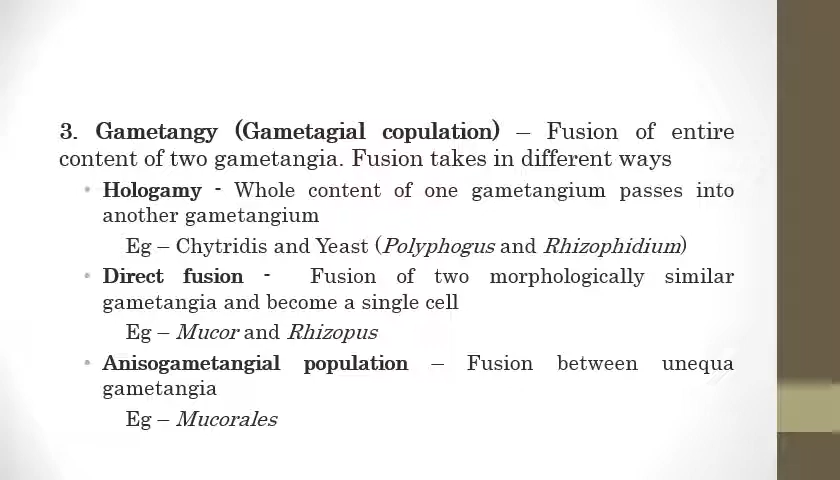 3. Gametangy (Gametagial copulation) – Fusion of entire
content of two gametangia. Fusion takes in different ways
• Hologamy - Whole content of one gametangium passes into
another gametangium
Eg – Chytridis and Yeast (Polyphogus and Rhizophidium)
• Direct fusion - Fusion of two morphologically similar
gametangia and become a single cell
Eg – Mucor and Rhizopus
• Anisogametangial population – Fusion between unequa
gametangia
Eg – Mucorales